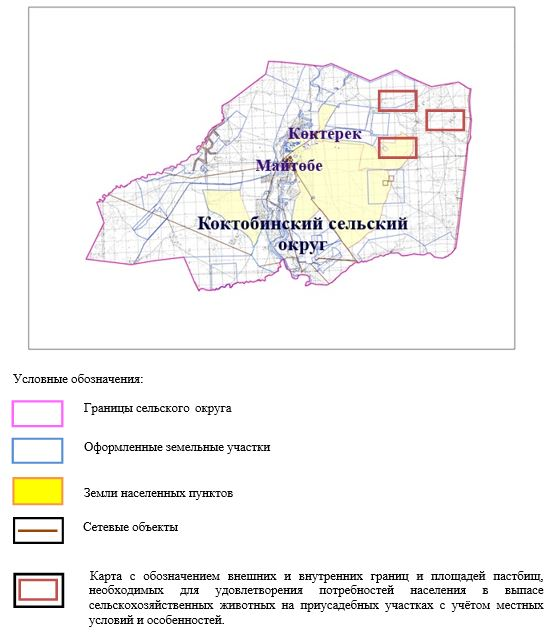 Көктерек
Майтөбе
Коктобинский сельский
округ
Условные обозначения:
Границы сельского округа
Оформленные земельные участки
Земли населенных пунктов
Сетевые объекты
Карта с обозначением внешних и внутренних границ и площадей пастбищ,
необходимых для удовлетворения потребностей населения в выпасе
сельскохозяйственных животных на приусадебных участках с учётом местных
условий и особенностей.